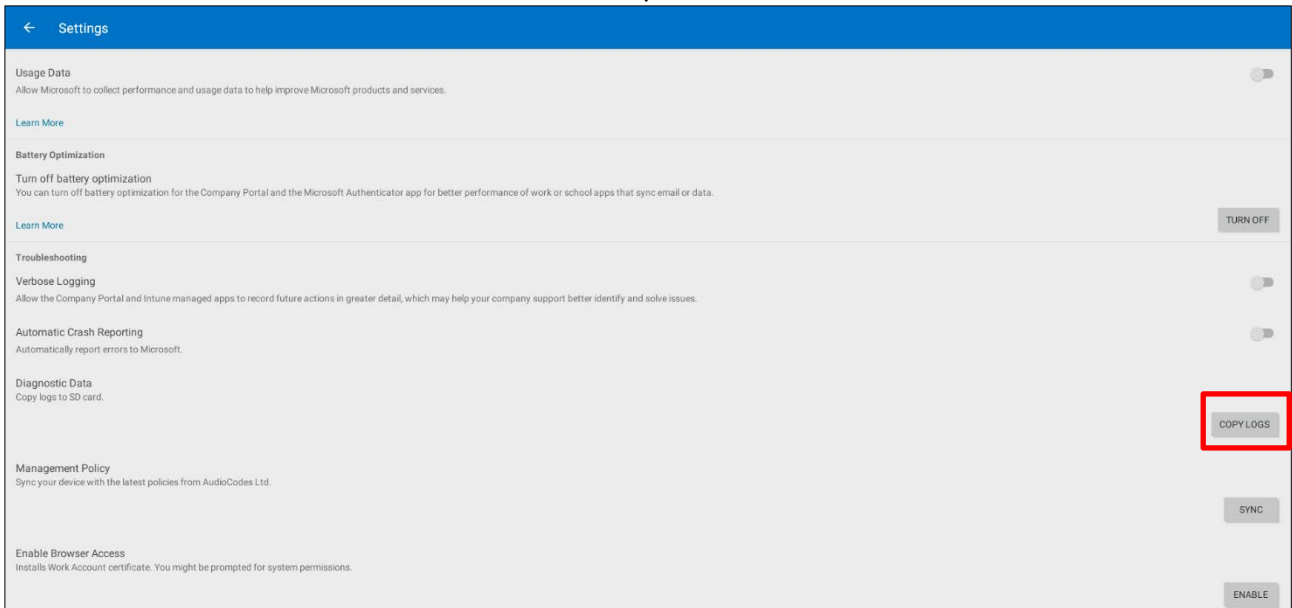 Settings
Usage Data
Allow Microsoft to collect performance and usage data to help improve Microsoft products and services.
Learn More
Battery Optimization
Turn off battery optimization
You can turn off battery optimization for the Company Portal and the Microsoft Authenticator app for better performance of work or school apps that sync email or data.
Learn More
TURN OFF
Troubleshooting
Verbose Logging
Allow the Company Portal and Intune managed apps to record future actions in greater detail, which may help your company support better identify and solve issues.
Automatic Crash Reporting
Automatically report errors to Microsoft.
Diagnostic Data
Copy logs to SD card.
COPY LOGS
Management Policy
Sync your device with the latest policies from AudioCodes Ltd.
SYNC
Enable Browser Access
Installs Work Account certificate. You might be prompted for system permissions.
ENABLE